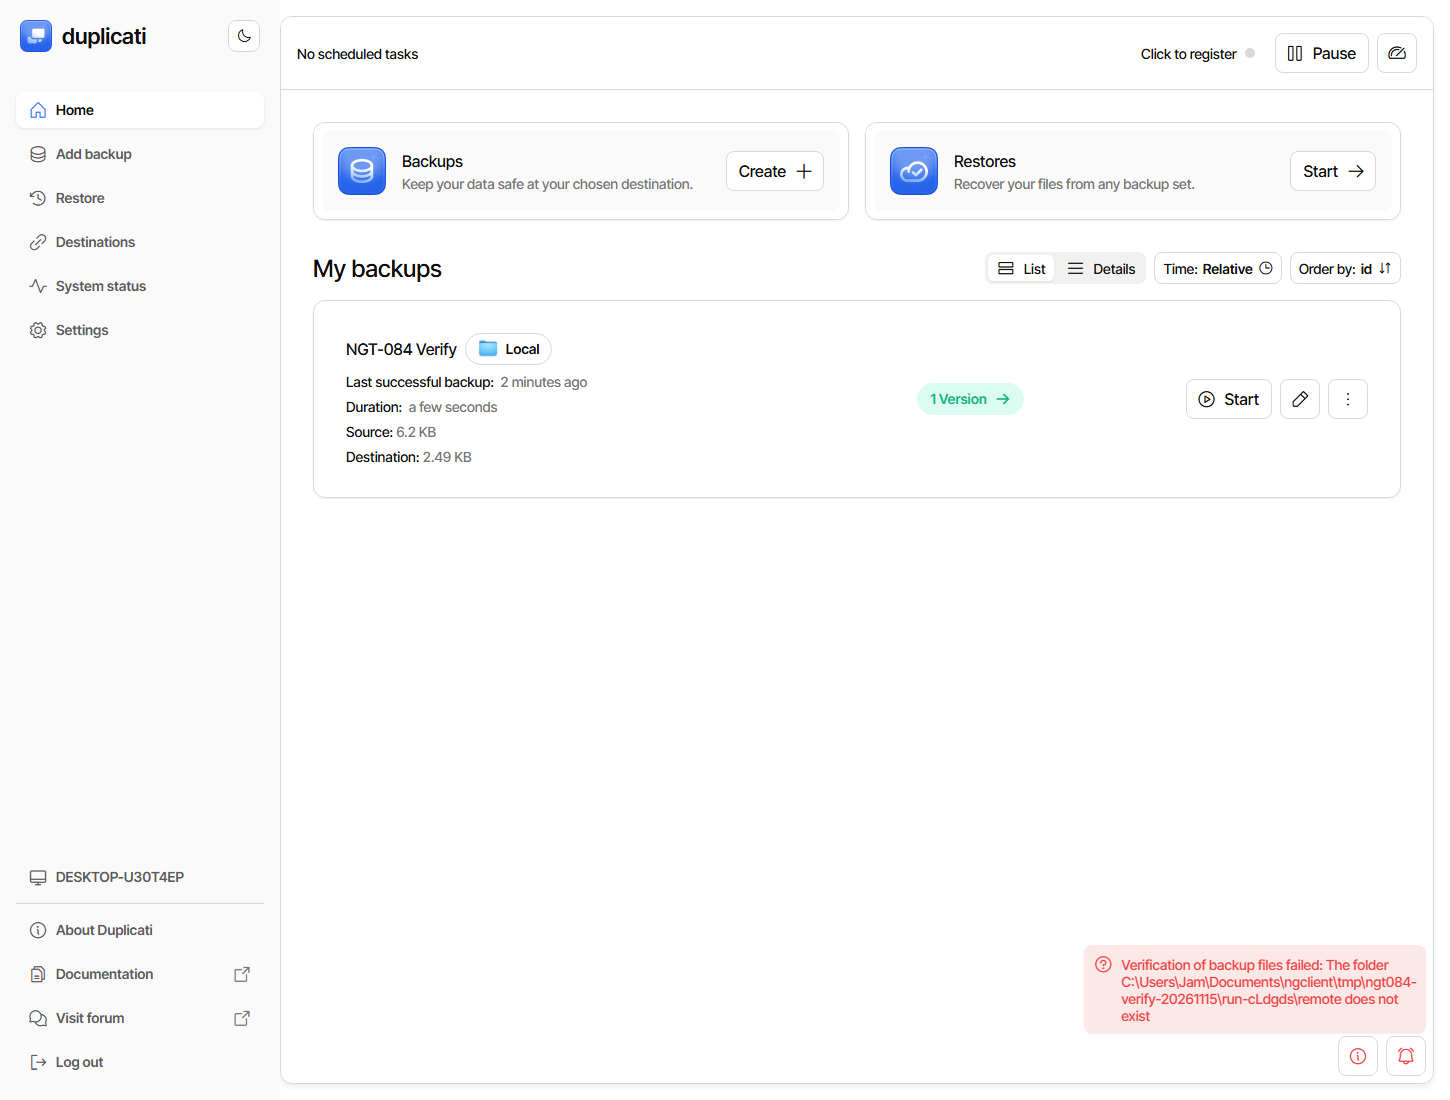 duplicati
No scheduled tasks
Click to register
Pause
Home
Add backup
Restore
Destinations
System status
Settings
Backups
Keep your data safe at your chosen destination.
Create
Restores
Recover your files from any backup set.
Start
My backups
List
Details
Time: Relative
Order by: id
NGT-084 Verify
Local
Last successful backup: 2 minutes ago
Duration: a few seconds
Source: 6.2 KB
Destination: 2.49 KB
1 Version
Start
DESKTOP-U30T4EP
About Duplicati
Documentation
Visit forum
Log out
Verification of backup files failed: The folder
C:\Users\Jam\Documents\ngclient\tmp\ngt084-
verify-20261115\run-cLdgds\remote does not
exist